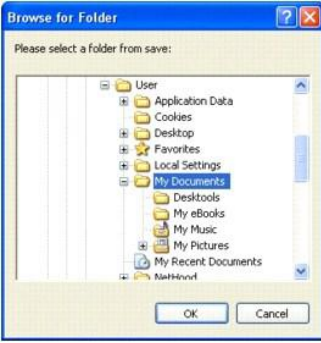 Browse for Folder
Please select a folder from save:
User
Application Data
Cookies
Desktop
Favorites
Local Settings
My Documents
Desktools
My eBooks
My Music
My Pictures
My Recent Documents
NetHood
OK Cancel